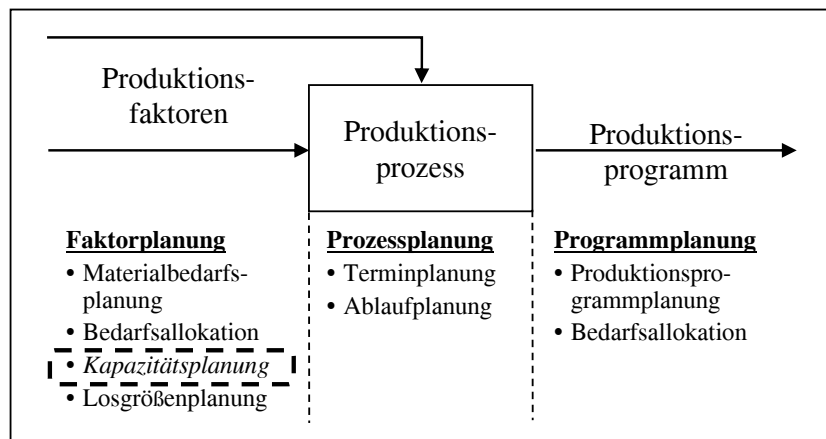 Produktions-
faktoren
Produktions-
prozess
Produktions-
programm
Faktorplanung
• Materialbedarfs-
planung
• Bedarfsallokation
• Kapazitätsplanung
• Losgrößenplanung
Prozessplanung
• Terminplanung
• Ablaufplanung
Programmplanung
• Produktionspro-
grammplanung
• Bedarfsallokation